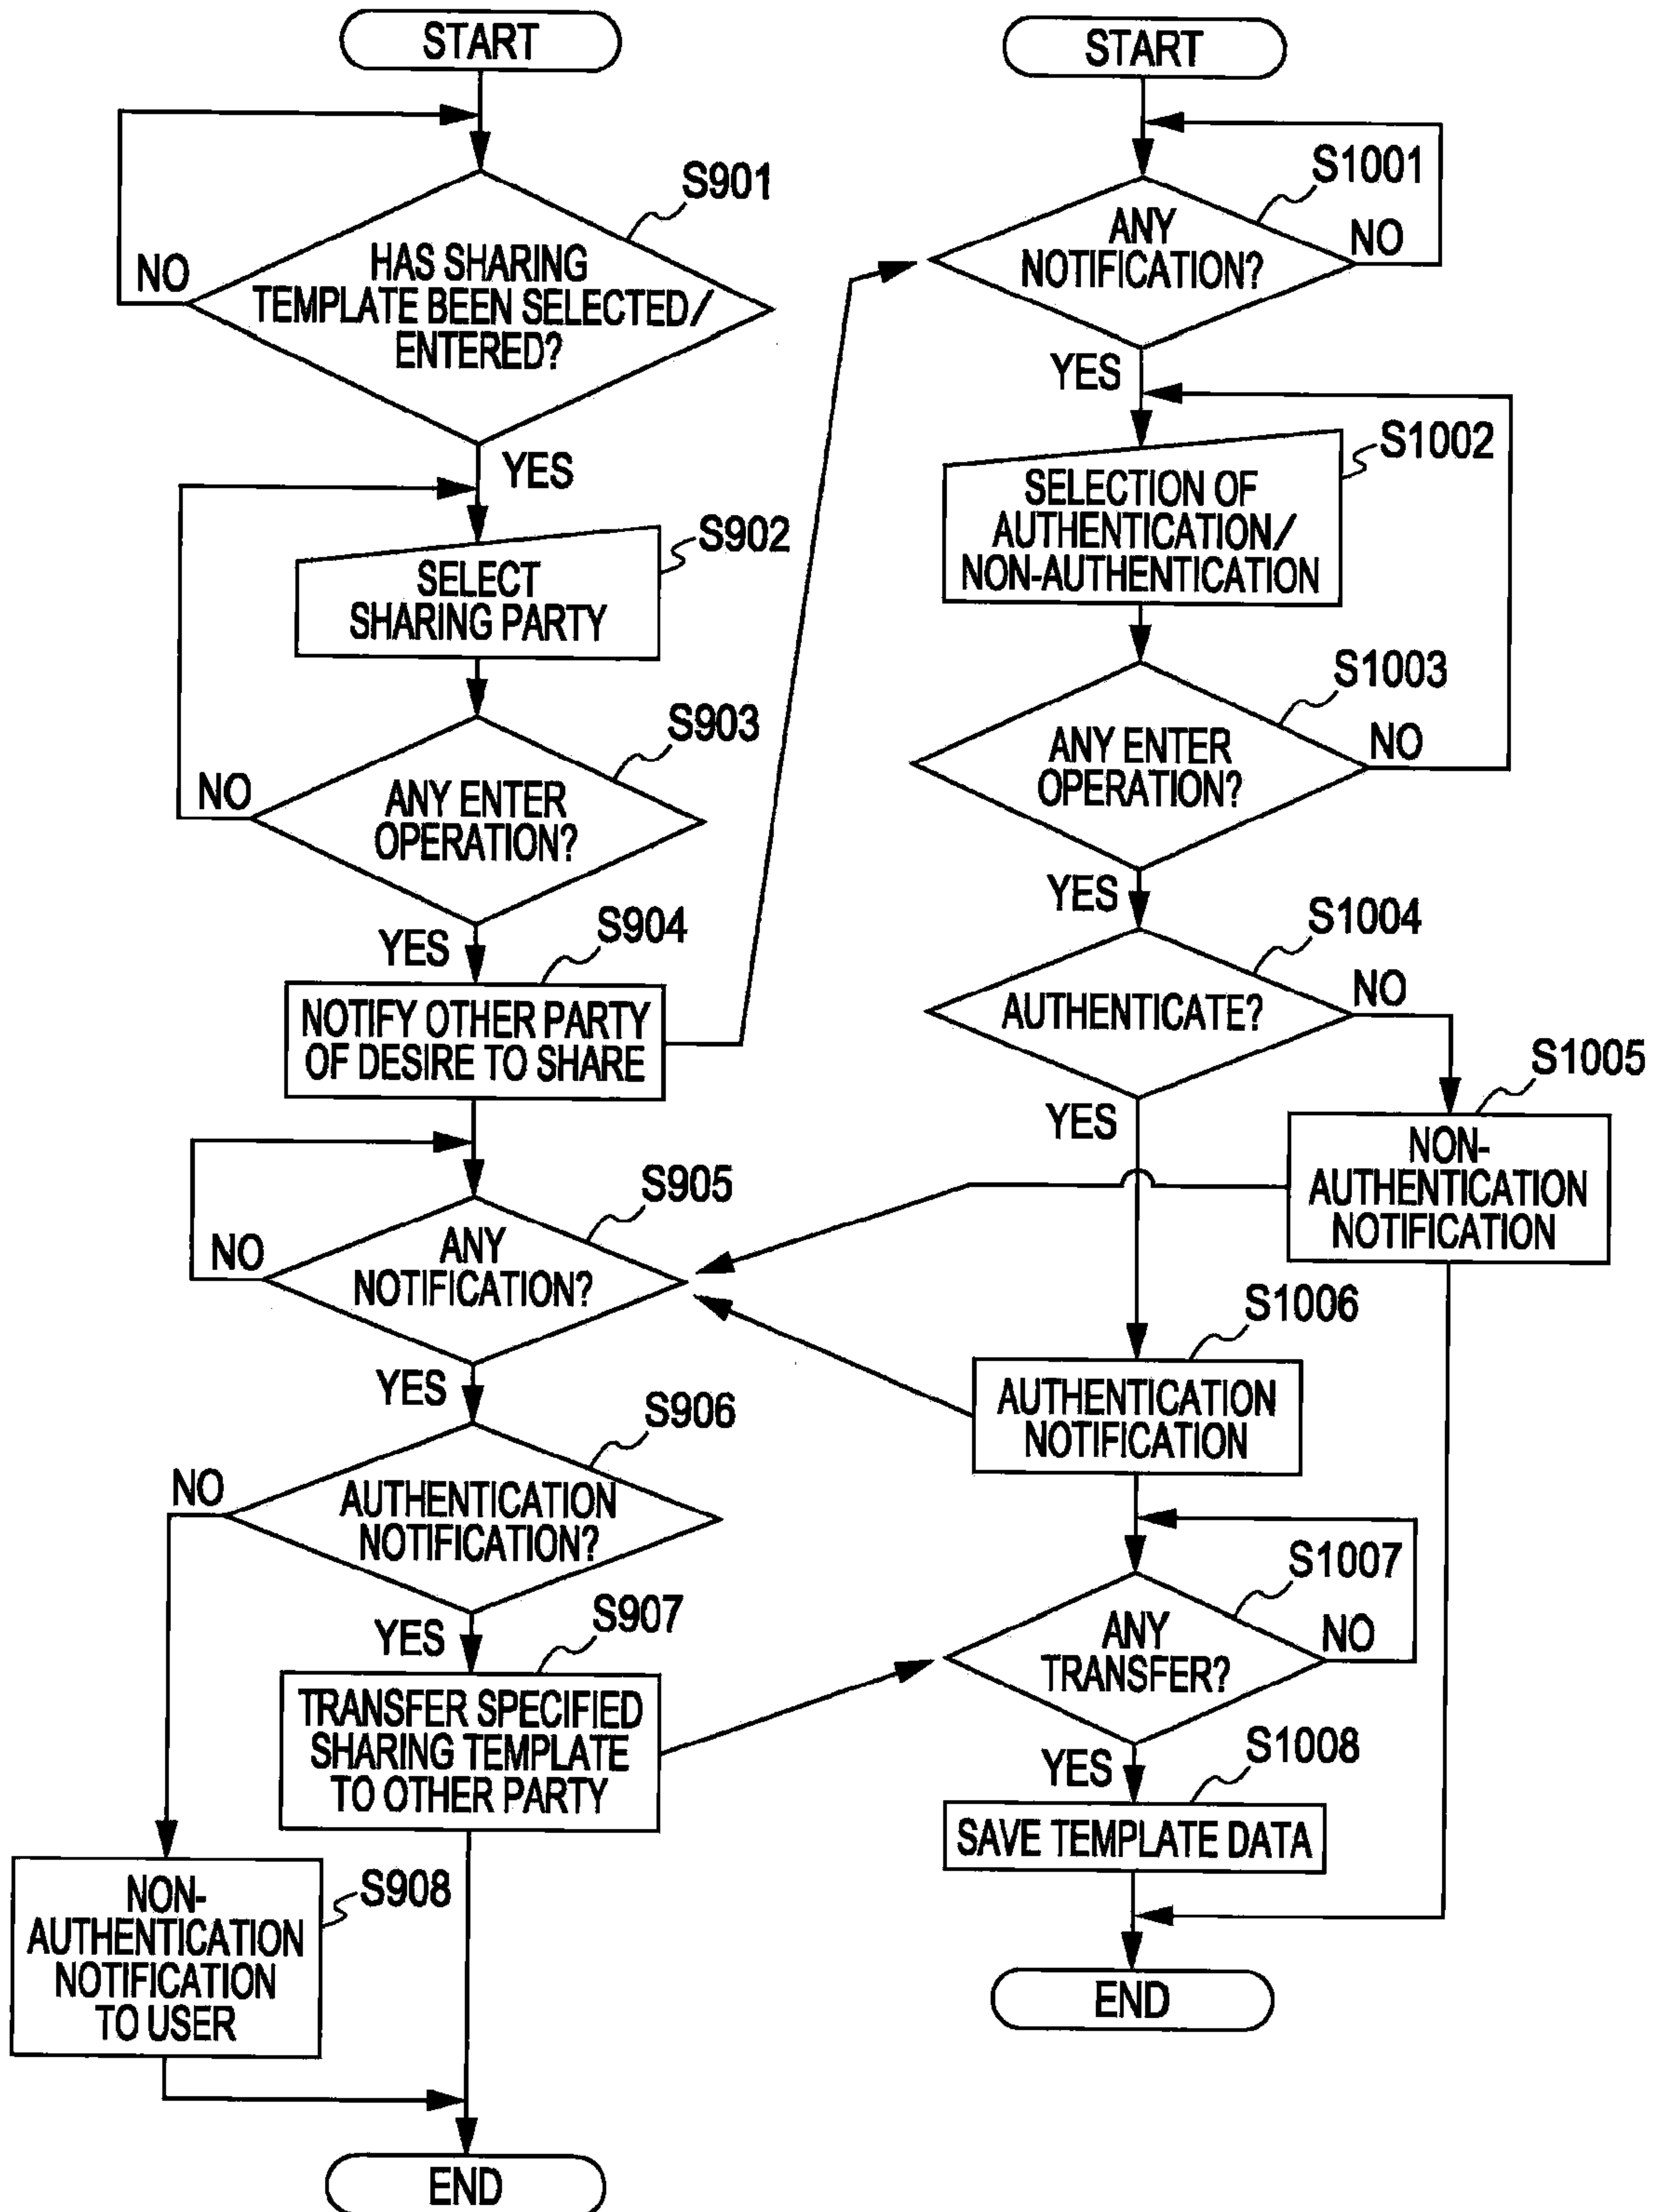 START
S901
HAS SHARING
TEMPLATE BEEN SELECTED/
ENTERED?
NO
YES
S902
SELECT
SHARING PARTY
S903
ANY ENTER
OPERATION?
NO
YES
S904
NOTIFY OTHER PARTY
OF DESIRE TO SHARE
S905
ANY
NOTIFICATION?
NO
YES
S906
AUTHENTICATION
NOTIFICATION?
NO
YES
S907
TRANSFER SPECIFIED
SHARING TEMPLATE
TO OTHER PARTY
S908
NON-
AUTHENTICATION
NOTIFICATION
TO USER
END
START
S1001
ANY
NOTIFICATION?
NO
YES
S1002
SELECTION OF
AUTHENTICATION/
NON-AUTHENTICATION
S1003
ANY ENTER
OPERATION?
NO
YES
S1004
AUTHENTICATE?
NO
YES
S1005
NON-
AUTHENTICATION
NOTIFICATION
S1006
AUTHENTICATION
NOTIFICATION
S1007
ANY
TRANSFER?
NO
YES
S1008
SAVE TEMPLATE DATA
END